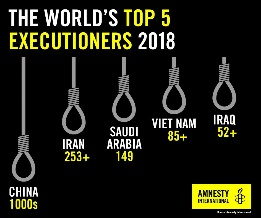 THE WORLD'S TOP 5
EXECUTIONERS 2018
CHINA
1000s
IRAN
253+
SAUDI
ARABIA
149
VIET NAM
85+
IRAQ
52+
AMNESTY
INTERNATIONAL